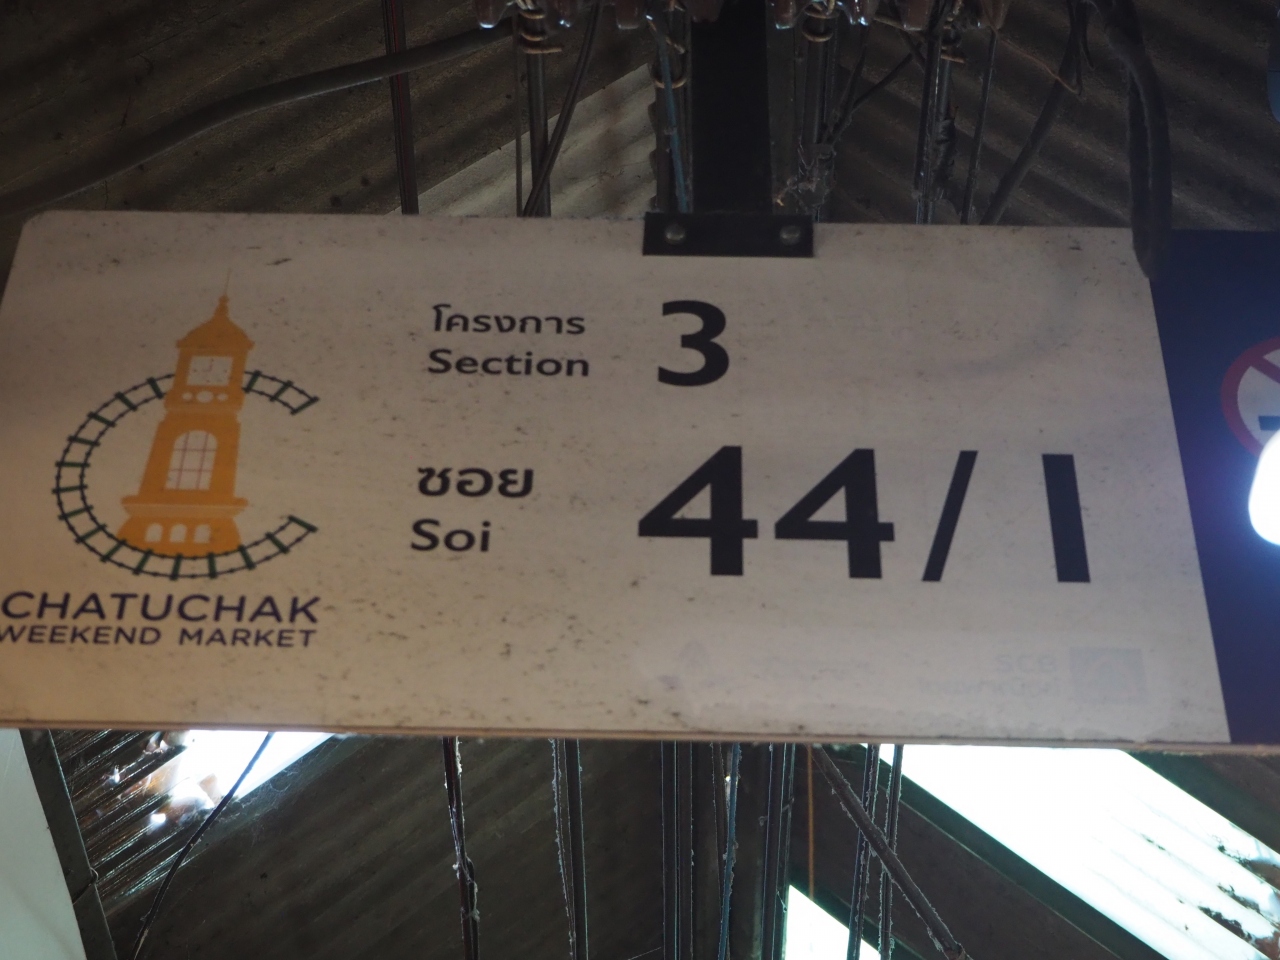 โครงการ
Section
3
ซอย
Soi
44/1
CHATUCHAK
WEEKEND MARKET